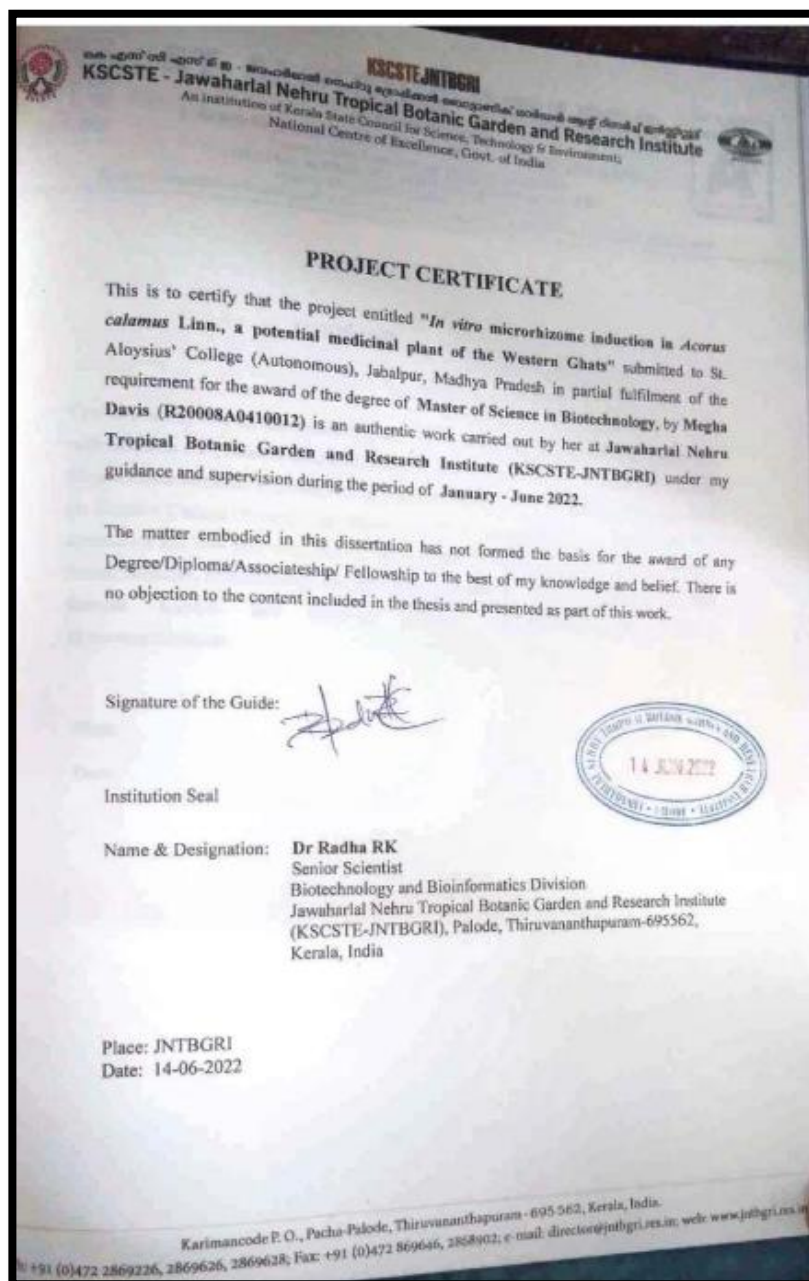 KSCSTE JNTBGRI
KSCSTE - Jawaharlal Nehru Tropical Botanic Garden and Research Institute
An institution of Kerala State Council for Science, Technology & Environment;
National Centre of Excellence, Govt. of India
PROJECT CERTIFICATE
This is to certify that the project entitled "In vitro microrhizome induction in Acorus
calamus Linn., a potential medicinal plant of the Western Ghats" submitted to St.
Aloysius' College (Autonomous), Jabalpur, Madhya Pradesh in partial fulfilment of the
requirement for the award of the degree of Master of Science in Biotechnology, by Megha
Davis (R20008A0410012) is an authentic work carried out by her at Jawaharlal Nehru
Tropical Botanic Garden and Research Institute (KSCSTE-JNTBGRI) under my
guidance and supervision during the period of January - June 2022.
The matter embodied in this dissertation has not formed the basis for the award of any
Degree/Diploma/Associateship/ Fellowship to the best of my knowledge and belief. There is
no objection to the content included in the thesis and presented as part of this work.
Signature of the Guide:
14 JUN 2022
Institution Seal
Name & Designation: Dr Radha RK
Senior Scientist
Biotechnology and Bioinformatics Division
Jawaharlal Nehru Tropical Botanic Garden and Research Institute
(KSCSTE-JNTBGRI), Palode, Thiruvananthapuram-695562,
Kerala, India
Place: JNTBGRI
Date: 14-06-2022
Karimancode P. O., Pacha-Palode, Thiruvananthapuram - 695 562, Kerala, India.
+91 (0)472 2869226, 2869626, 2869628; Fax: +91 (0)472 869646, 2868902; e-mail: director@jntbgri.res.in; web: www.jntbgri.res.in